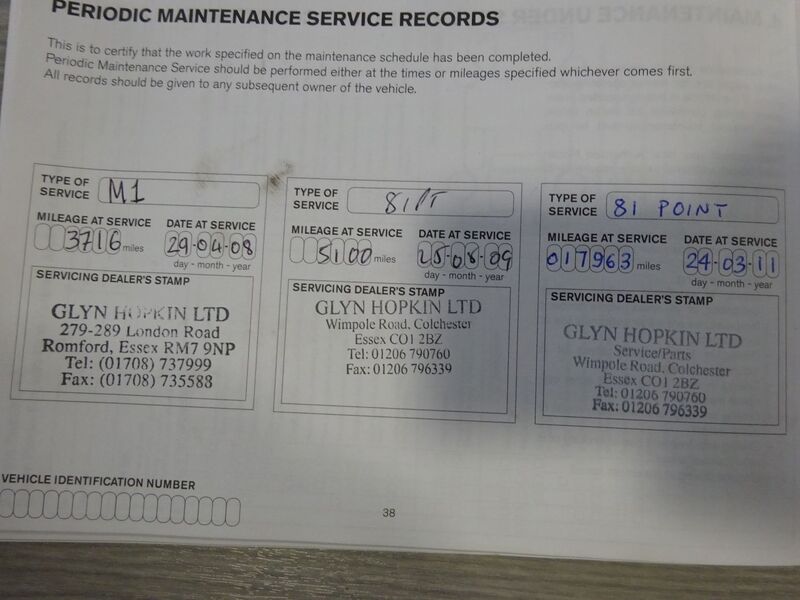 PERIODIC MAINTENANCE SERVICE RECORDS
This is to certify that the work specified on the maintenance schedule has been completed.
Periodic Maintenance Service should be performed either at the times or mileages specified whichever comes first.
All records should be given to any subsequent owner of the vehicle.
TYPE OF
SERVICE M1
MILEAGE AT SERVICE DATE AT SERVICE
3716 miles 29-04-08
day - month - year
SERVICING DEALER'S STAMP
GLYN HOPKIN LTD
279-289 London Road
Romford, Essex RM7 9NP
Tel: (01708) 737999
Fax: (01708) 735588
TYPE OF
SERVICE 81PT
MILEAGE AT SERVICE DATE AT SERVICE
5100 miles 25-08-09
day - month - year
SERVICING DEALER'S STAMP
GLYN HOPKIN LTD
Wimpole Road, Colchester
Essex CO1 2BZ
Tel: 01206 790760
Fax: 01206 796339
TYPE OF
SERVICE 81 POINT
MILEAGE AT SERVICE DATE AT SERVICE
017963 miles 24-03-11
day - month - year
SERVICING DEALER'S STAMP
GLYN HOPKIN LTD
Service/Parts
Wimpole Road, Colchester
Essex CO1 2BZ
Tel: 01206 790760
Fax: 01206 796339
VEHICLE IDENTIFICATION NUMBER
38